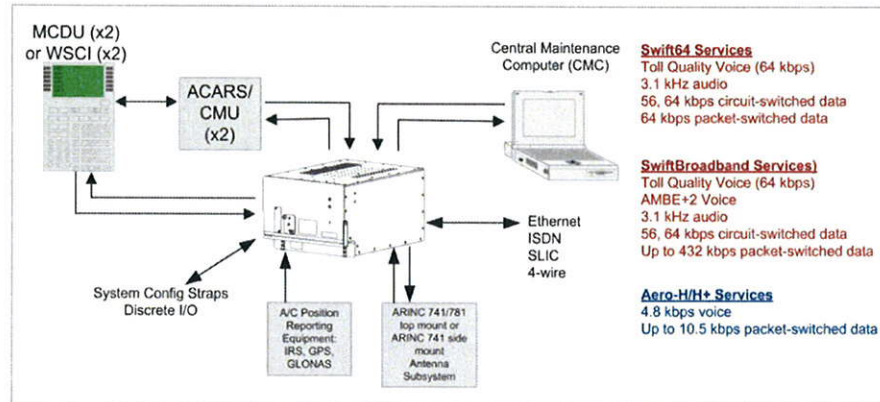 MCDU (x2)
or WSCI (x2)
ACARS/
CMU
(x2)
Central Maintenance
Computer (CMC)
Ethernet
ISDN
SLIC
4-wire
System Config Straps
Discrete I/O
A/C Position
Reporting
Equipment:
IRS, GPS,
GLONAS
ARINC 741/781
top mount or
ARINC 741 side
mount
Antenna
Subsystem
Swift64 Services
Toll Quality Voice (64 kbps)
3.1 kHz audio
56, 64 kbps circuit-switched data
64 kbps packet-switched data
SwiftBroadband Services)
Toll Quality Voice (64 kbps)
AMBE+2 Voice
3.1 kHz audio
56, 64 kbps circuit-switched data
Up to 432 kbps packet-switched data
Aero-H/H+ Services
4.8 kbps voice
Up to 10.5 kbps packet-switched data